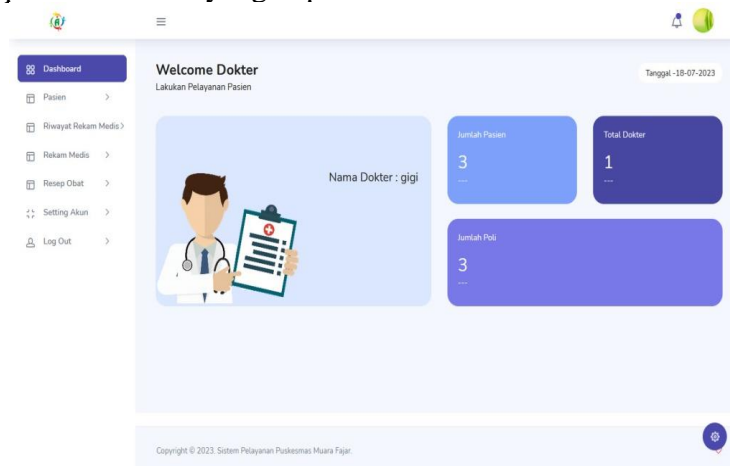 Dashboard
Pasien
Riwayat Rekam Medis
Rekam Medis
Resep Obat
Setting Akun
Log Out
Welcome Dokter
Lakukan Pelayanan Pasien
Tanggal -18-07-2023
Nama Dokter : gigi
Jumlah Pasien
3
----
Total Dokter
1
----
Jumlah Poli
3
----
Copyright © 2023. Sistem Pelayanan Puskesmas Muara Fajar.